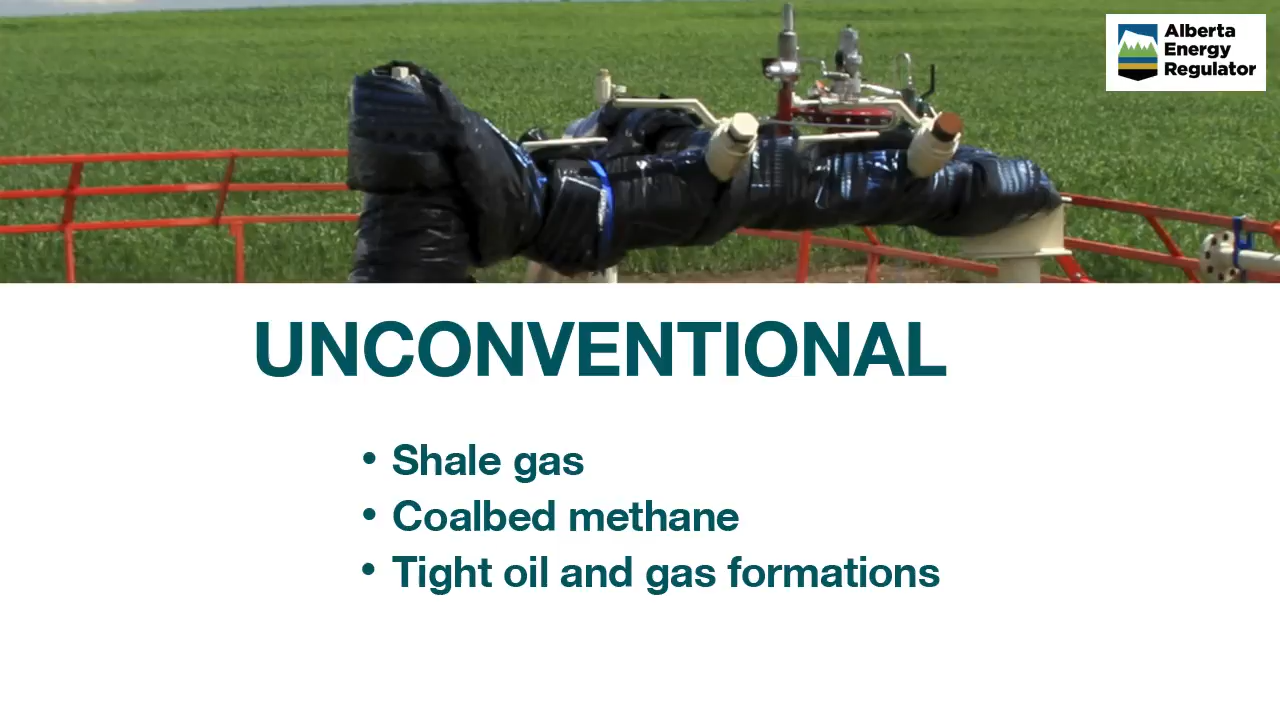 Alberta
Energy
Regulator
UNCONVENTIONAL
• Shale gas
• Coalbed methane
• Tight oil and gas formations